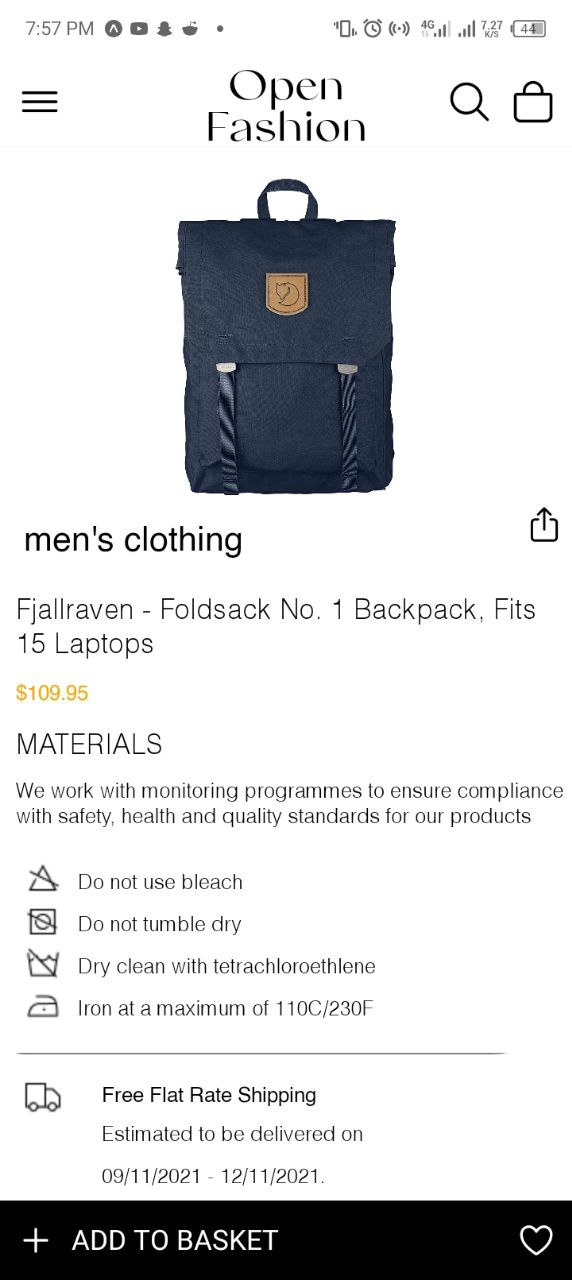 7:57 PM
4G
7.27
K/S
44
Open
Fashion
men's clothing
Fjallraven - Foldsack No. 1 Backpack, Fits
15 Laptops
$109.95
MATERIALS
We work with monitoring programmes to ensure compliance
with safety, health and quality standards for our products
Do not use bleach
Do not tumble dry
Dry clean with tetrachloroethlene
Iron at a maximum of 110C/230F
Free Flat Rate Shipping
Estimated to be delivered on
09/11/2021 - 12/11/2021.
ADD TO BASKET